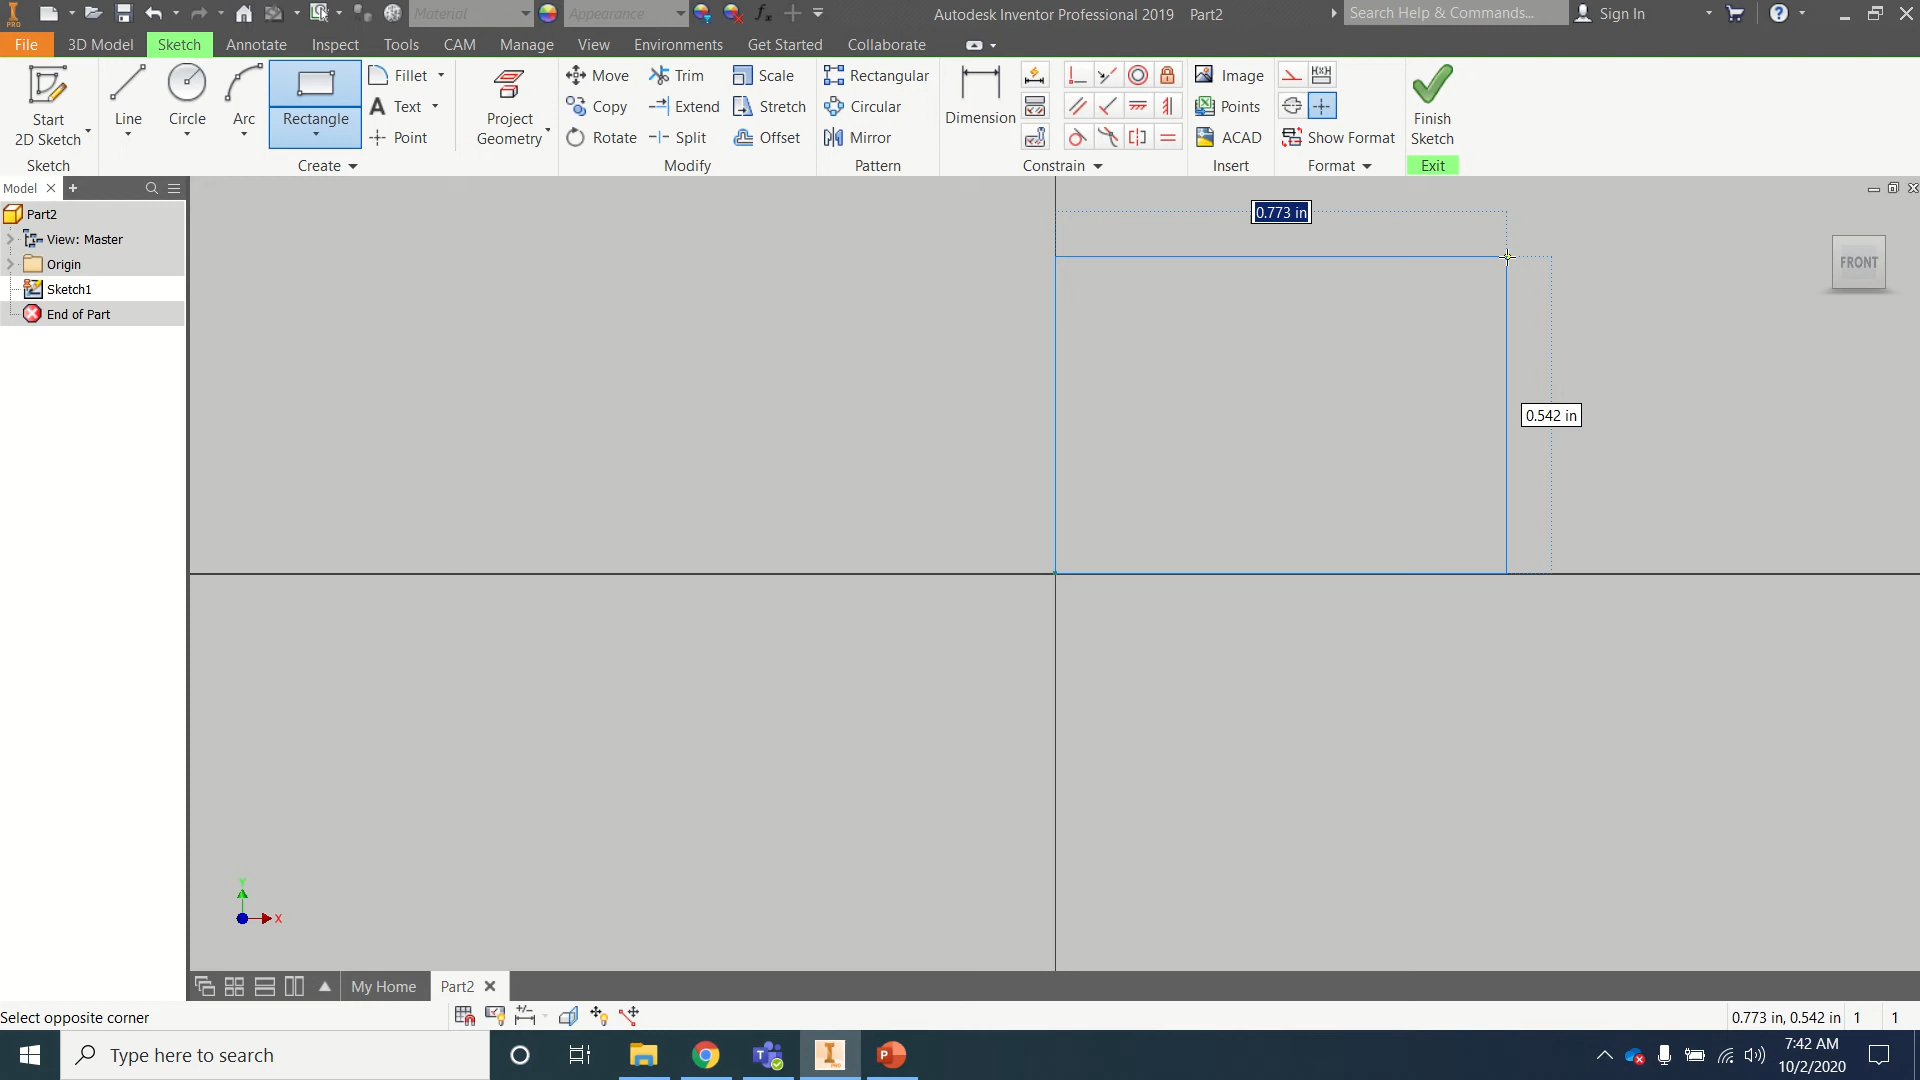 PRO
Material
Appearance
fx
Autodesk Inventor Professional 2019 Part2
Search Help & Commands...
Sign In
?
File 3D Model Sketch Annotate Inspect Tools CAM Manage View Environments Get Started Collaborate
Start
2D Sketch
Line
Circle
Arc
Rectangle
Fillet
A Text
Point
Project
Geometry
Move
Copy
Rotate
Trim
Extend
Split
Scale
Stretch
Offset
Rectangular
Circular
Mirror
Dimension
Image
Points
ACAD
Show Format
Finish
Sketch
Sketch Create Modify Pattern Constrain Insert Format Exit
Model
Part2
View: Master
Origin
Sketch1
End of Part
0.773 in
0.542 in
FRONT
Y
X
My Home Part2
Select opposite corner
0.773 in, 0.542 in 1 1
Type here to search
7:42 AM
10/2/2020